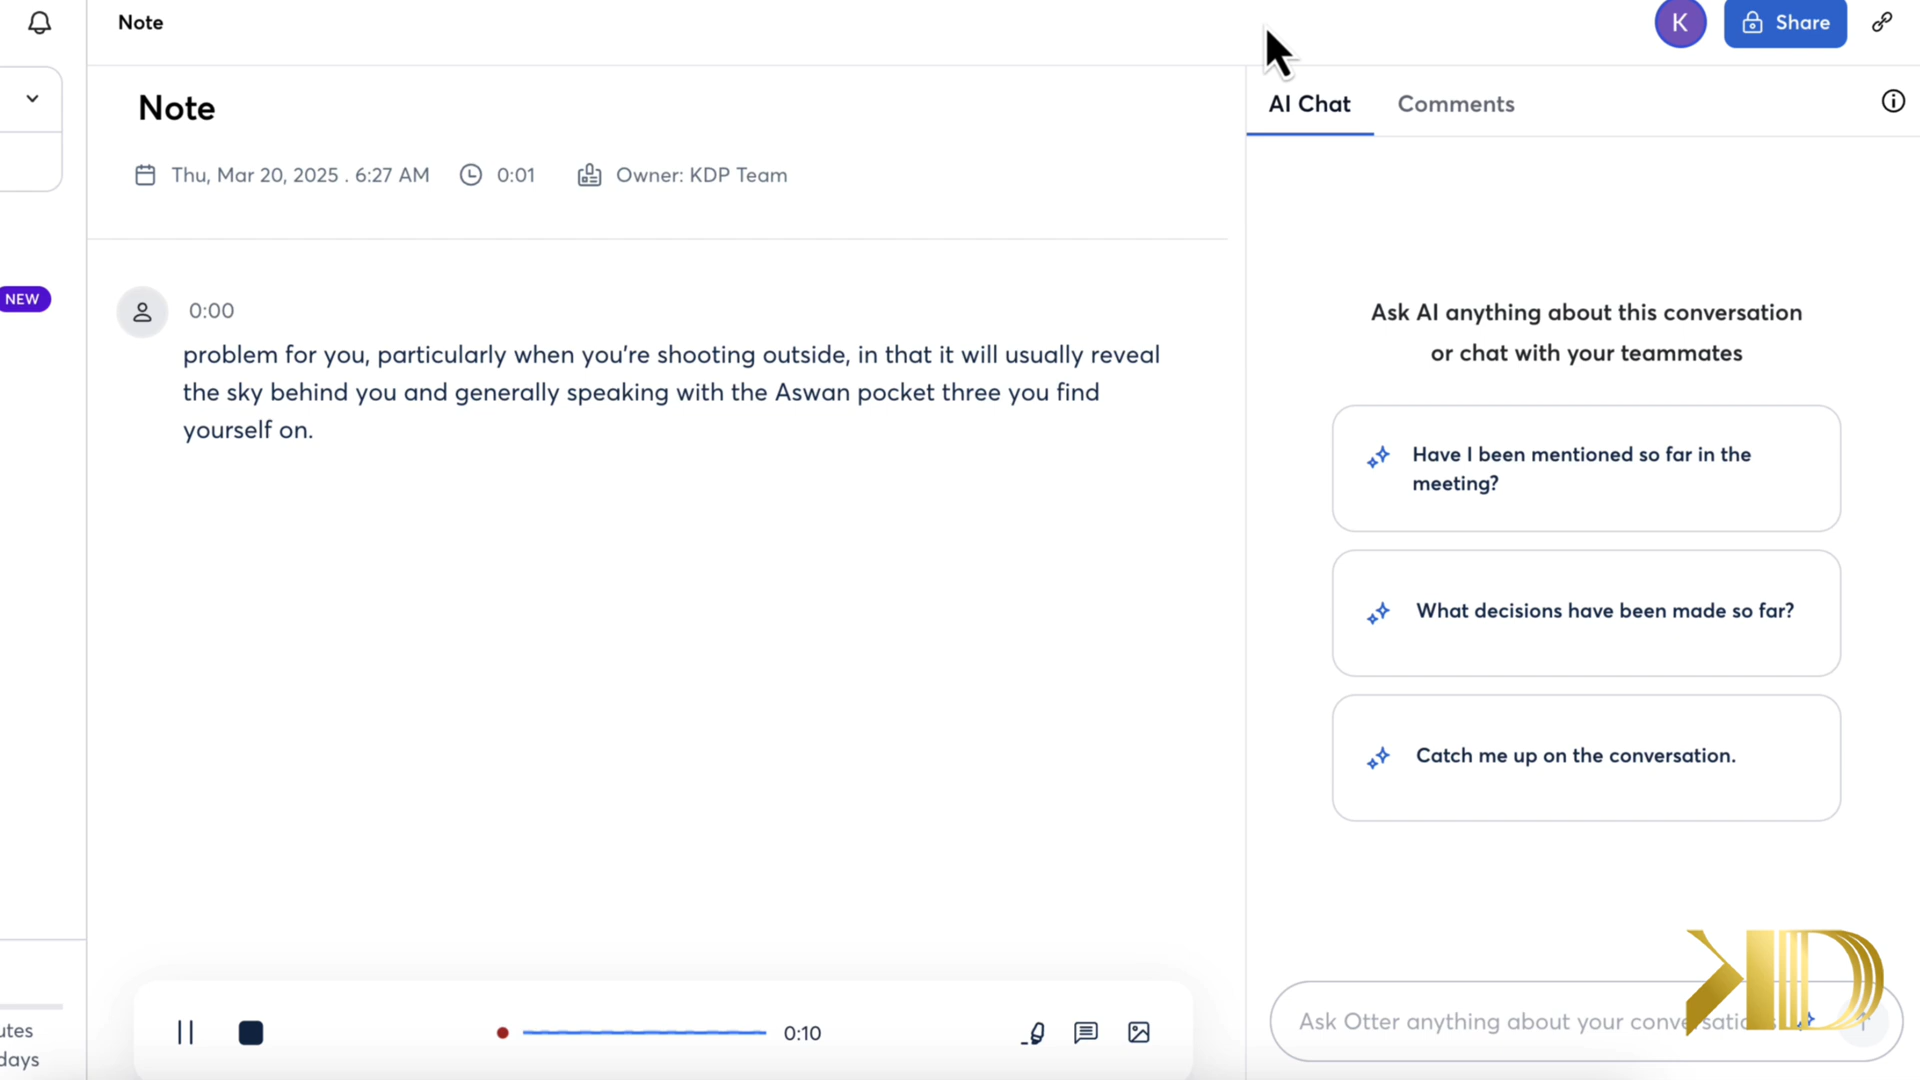 Note
K
Share
Note
AI Chat
Comments
Thu, Mar 20, 2025 . 6:27 AM
0:01
Owner: KDP Team
NEW
0:00
problem for you, particularly when you're shooting outside, in that it will usually reveal
the sky behind you and generally speaking with the Aswan pocket three you find
yourself on.
Ask AI anything about this conversation
or chat with your teammates
Have I been mentioned so far in the
meeting?
What decisions have been made so far?
Catch me up on the conversation.
utes
days
0:10
Ask Otter anything about your conversatio
KD